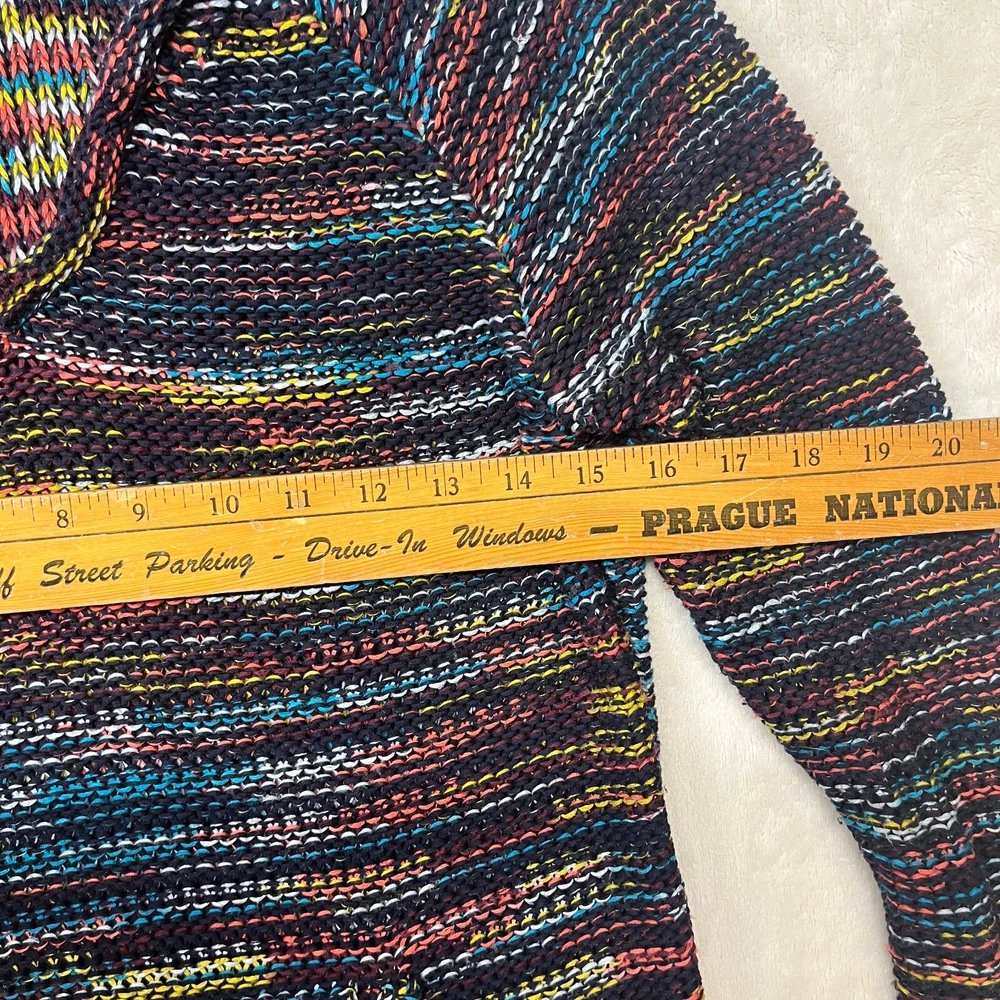 8 9 10 11 12 13 14 15 16 17 18 19 20
Street Parking - Drive-In Windows — PRAGUE